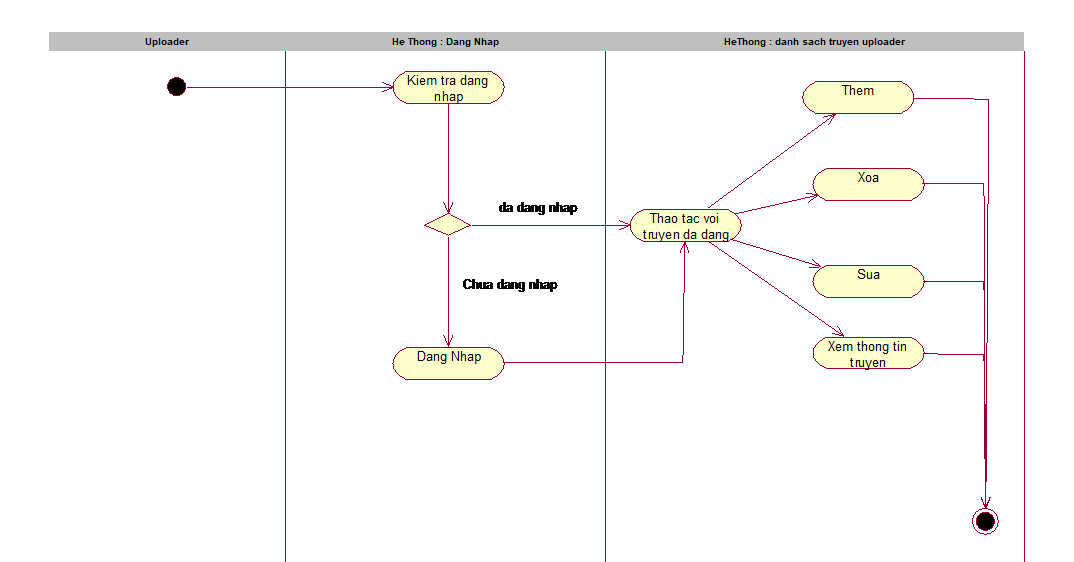 Uploader
He Thong : Dang Nhap
HeThong : danh sach truyen uploader
Kiem tra dang
nhap
Them
Xoa
da dang nhap
Thao tac voi
truyen da dang
Sua
Chua dang nhap
Dang Nhap
Xem thong tin
truyen